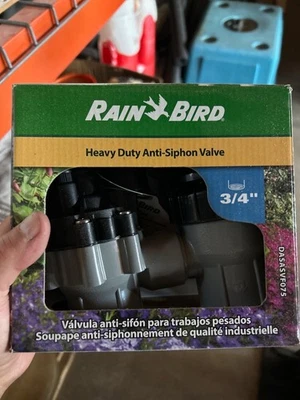 RAIN BIRD
Heavy Duty Anti-Siphon Valve
3/4"
DASASVF075
Válvula anti-sifón para trabajos pesados
Soupape anti-siphonnement de qualité industrielle